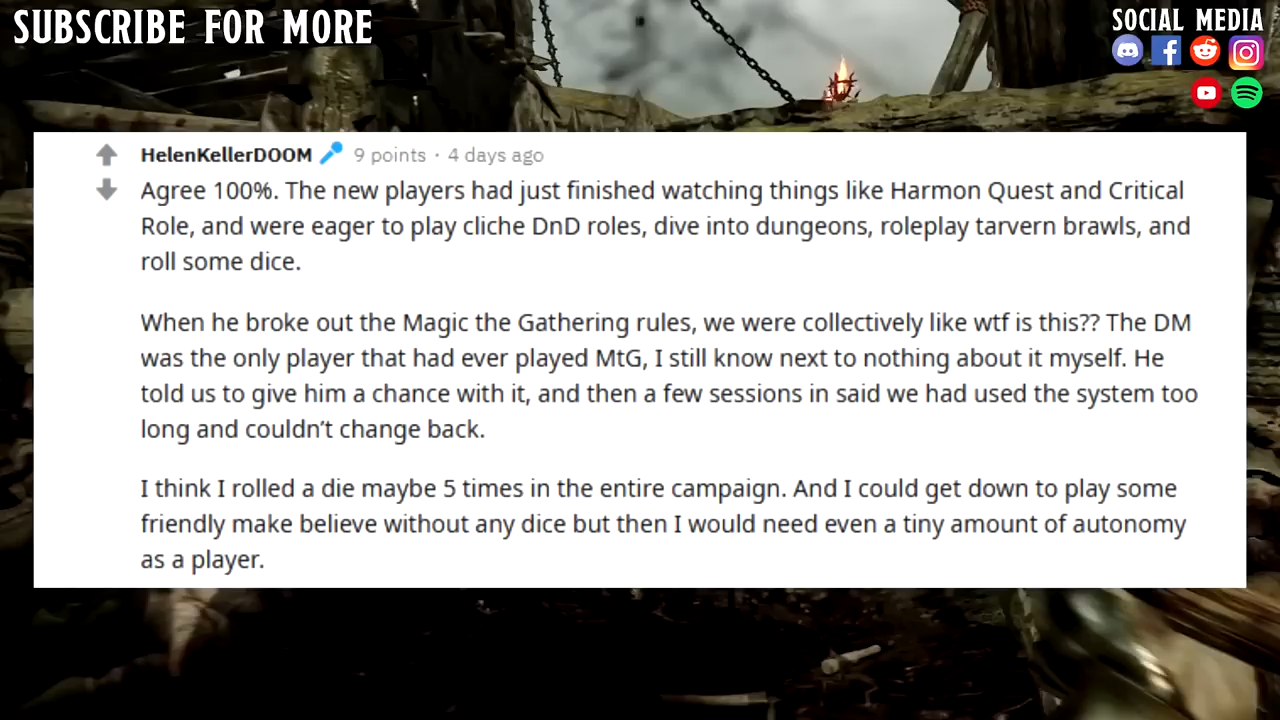 SUBSCRIBE FOR MORE
SOCIAL MEDIA
HelenKellerDOOM 9 points · 4 days ago
Agree 100%. The new players had just finished watching things like Harmon Quest and Critical
Role, and were eager to play cliche DnD roles, dive into dungeons, roleplay tarvern brawls, and
roll some dice.
When he broke out the Magic the Gathering rules, we were collectively like wtf is this?? The DM
was the only player that had ever played MtG, I still know next to nothing about it myself. He
told us to give him a chance with it, and then a few sessions in said we had used the system too
long and couldn't change back.
I think I rolled a die maybe 5 times in the entire campaign. And I could get down to play some
friendly make believe without any dice but then I would need even a tiny amount of autonomy
as a player.